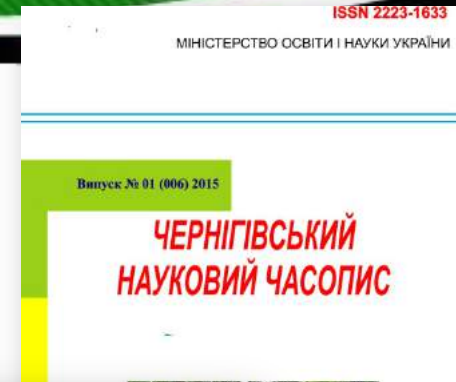 ISSN 2223-1633
МІНІСТЕРСТВО ОСВІТИ І НАУКИ УКРАЇНИ
Випуск № 01 (006) 2015
ЧЕРНІГІВСЬКИЙ
НАУКОВИЙ ЧАСОПИС